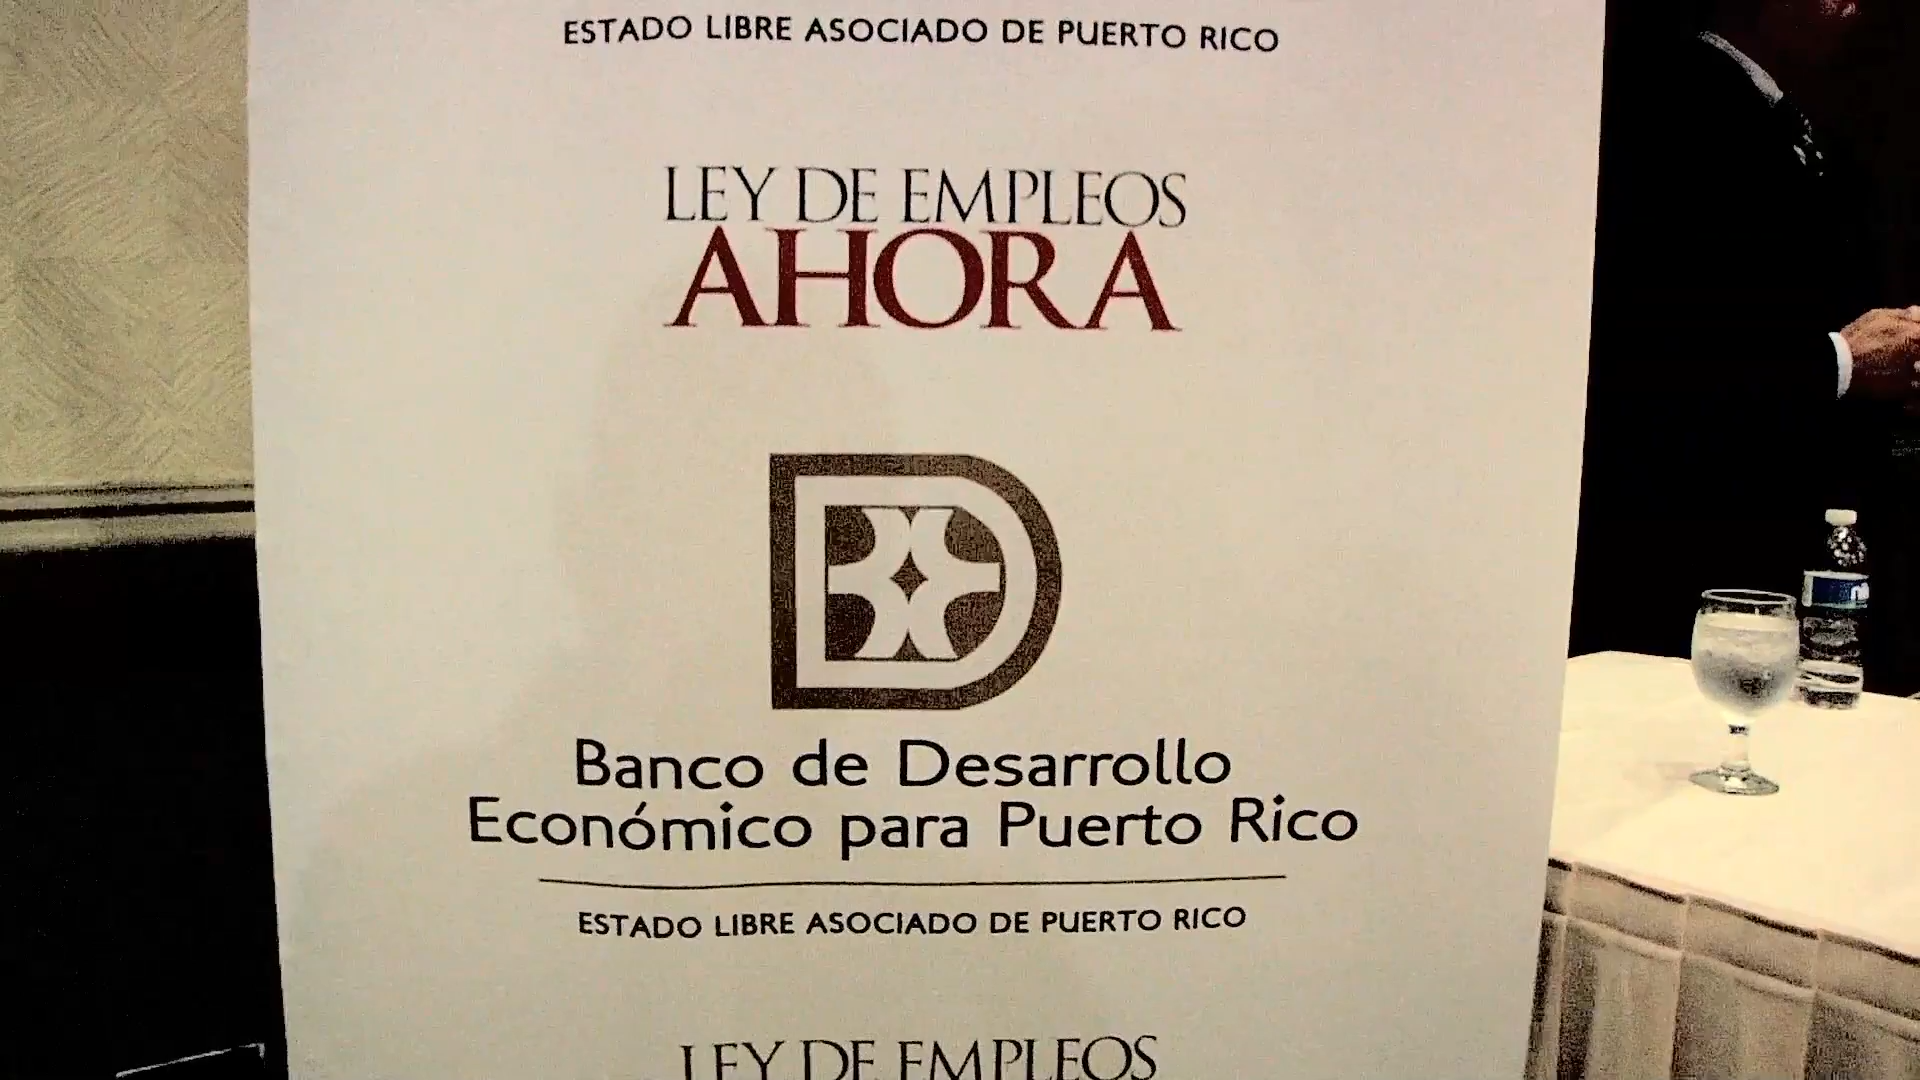 ESTADO LIBRE ASOCIADO DE PUERTO RICO
LEY DE EMPLEOS
AHORA
Banco de Desarrollo
Económico para Puerto Rico
ESTADO LIBRE ASOCIADO DE PUERTO RICO
LEY DE EMPLEOS